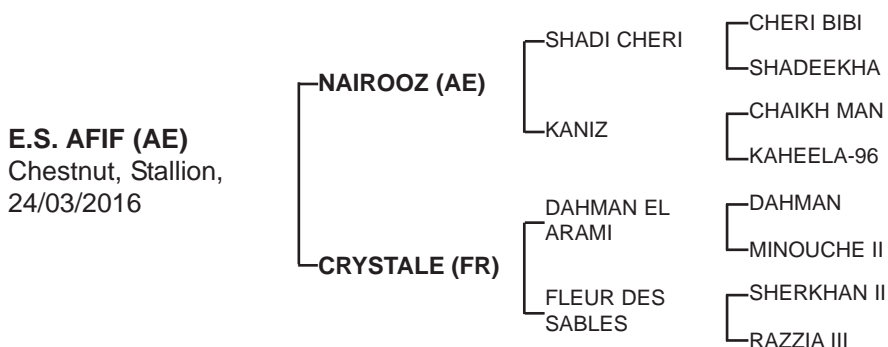 E.S. AFIF (AE)
Chestnut, Stallion,
24/03/2016
NAIROOZ (AE)
CRYSTALE (FR)
SHADI CHERI
KANIZ
DAHMAN EL
ARAMI
FLEUR DES
SABLES
CHERI BIBI
SHADEEKHA
CHAIKH MAN
KAHEELA-96
DAHMAN
MINOUCHE II
SHERKHAN II
RAZZIA III